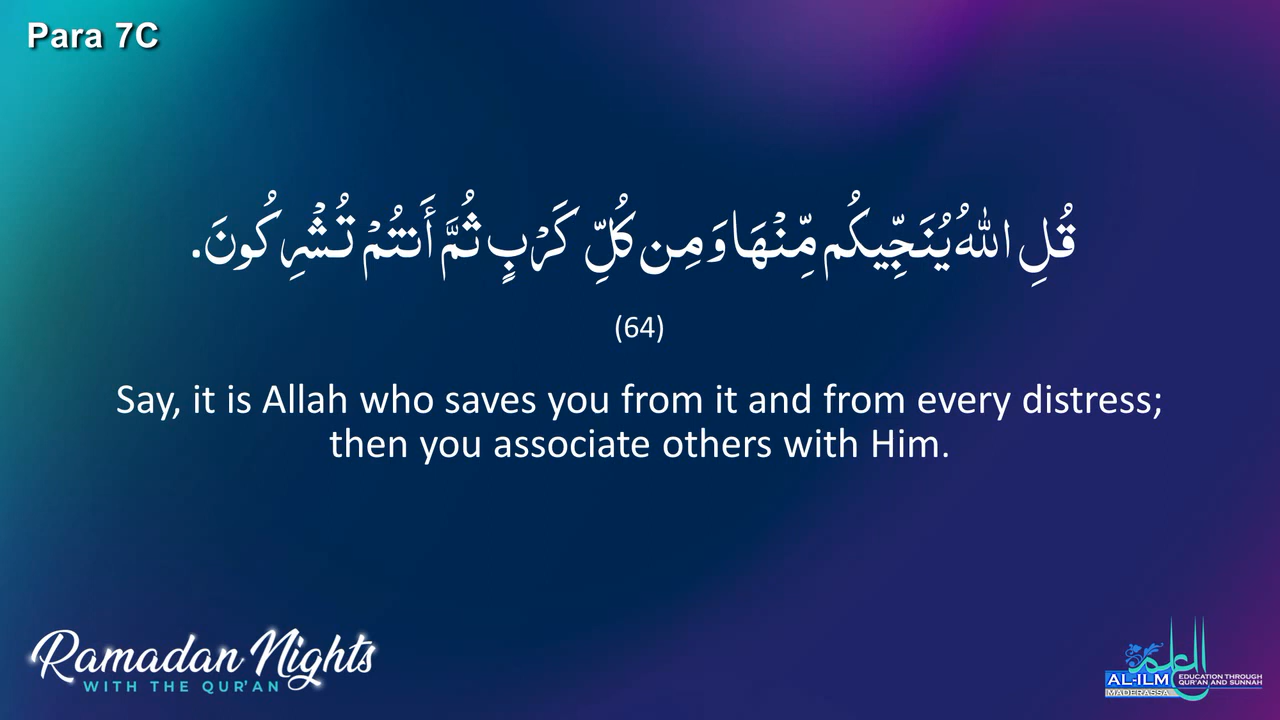 Para 7C
قُلِ اللهُ يُنَجِّيكُم مِّنْهَا وَمِن كُلِّ كَرْبٍ ثُمَّ أَنتُمْ تُشْرِكُونَ.
(64)
Say, it is Allah who saves you from it and from every distress;
then you associate others with Him.
Ramadan Nights
WITH THE QUR'AN
العلم
AL-ILM
MADERASSA
EDUCATION THROUGH
QUR'AN AND SUNNAH